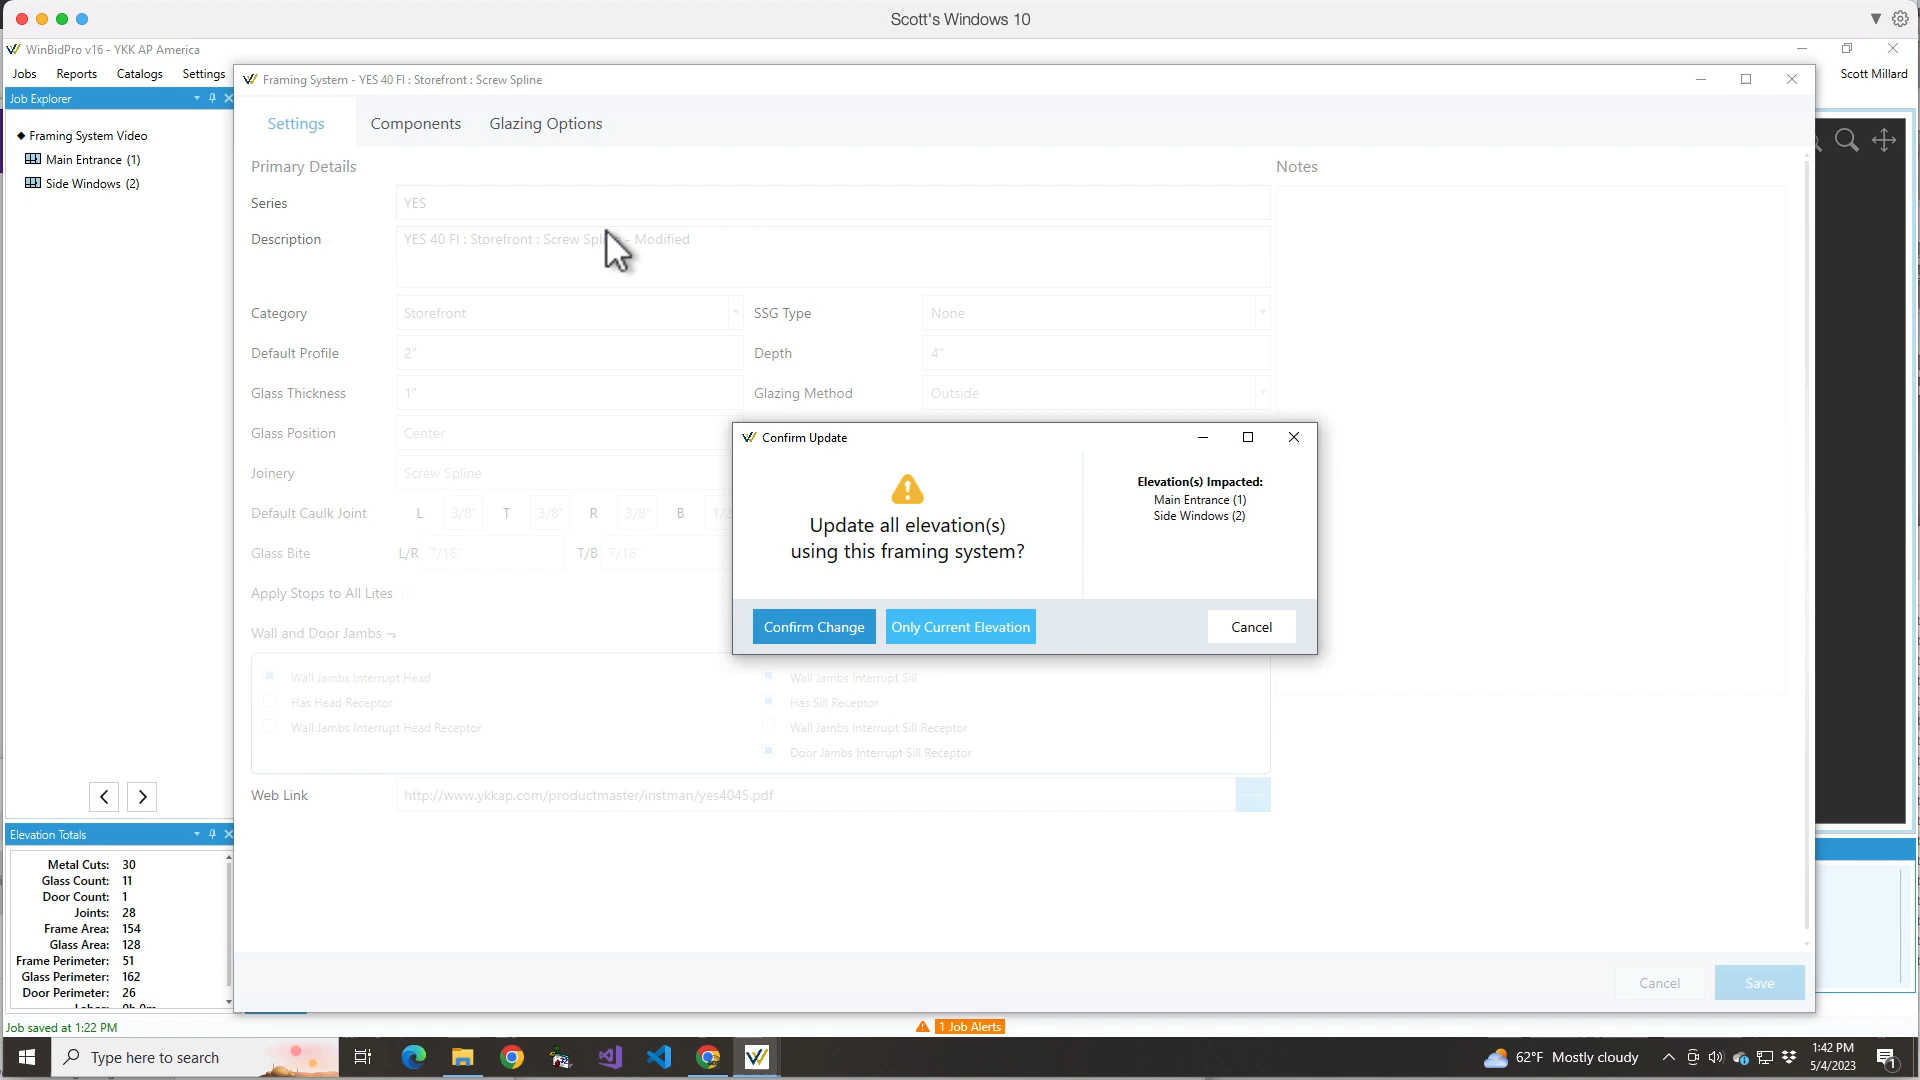 Scott's Windows 10
WinBidPro v16 - YKK AP America
Jobs Reports Catalogs Settings
Scott Millard
Job Explorer
Framing System Video
Main Entrance (1)
Side Windows (2)
Framing System - YES 40 FI : Storefront : Screw Spline
Settings Components Glazing Options
Primary Details
Notes
Series YES
Description YES 40 FI : Storefront : Screw Spl - Modified
Category Storefront SSG Type None
Default Profile 2" Depth 4"
Glass Thickness 1" Glazing Method Outside
Glass Position Center
Joinery Screw Spline
Default Caulk Joint L 3/8" T 3/8" R 3/8" B 1/2
Glass Bite L/R 7/16" T/B 7/16"
Apply Stops to All Lites
Wall and Door Jambs
Wall Jambs Interrupt Head Wall Jambs Interrupt Sill
Has Head Receptor Has Sill Receptor
Wall Jambs Interrupt Head Receptor Wall Jambs Interrupt Sill Receptor
Door Jambs Interrupt Sill Receptor
Web Link http://www.ykkap.com/productmaster/instman/yes4045.pdf
Cancel Save
Confirm Update
Update all elevation(s)
using this framing system?
Elevation(s) Impacted:
Main Entrance (1)
Side Windows (2)
Confirm Change Only Current Elevation Cancel
Elevation Totals
Metal Cuts: 30
Glass Count: 11
Door Count: 1
Joints: 28
Frame Area: 154
Glass Area: 128
Frame Perimeter: 51
Glass Perimeter: 162
Door Perimeter: 26
Labor: 0h 0m
Job saved at 1:22 PM
1 Job Alerts
Type here to search
62°F Mostly cloudy
1:42 PM
5/4/2023
1